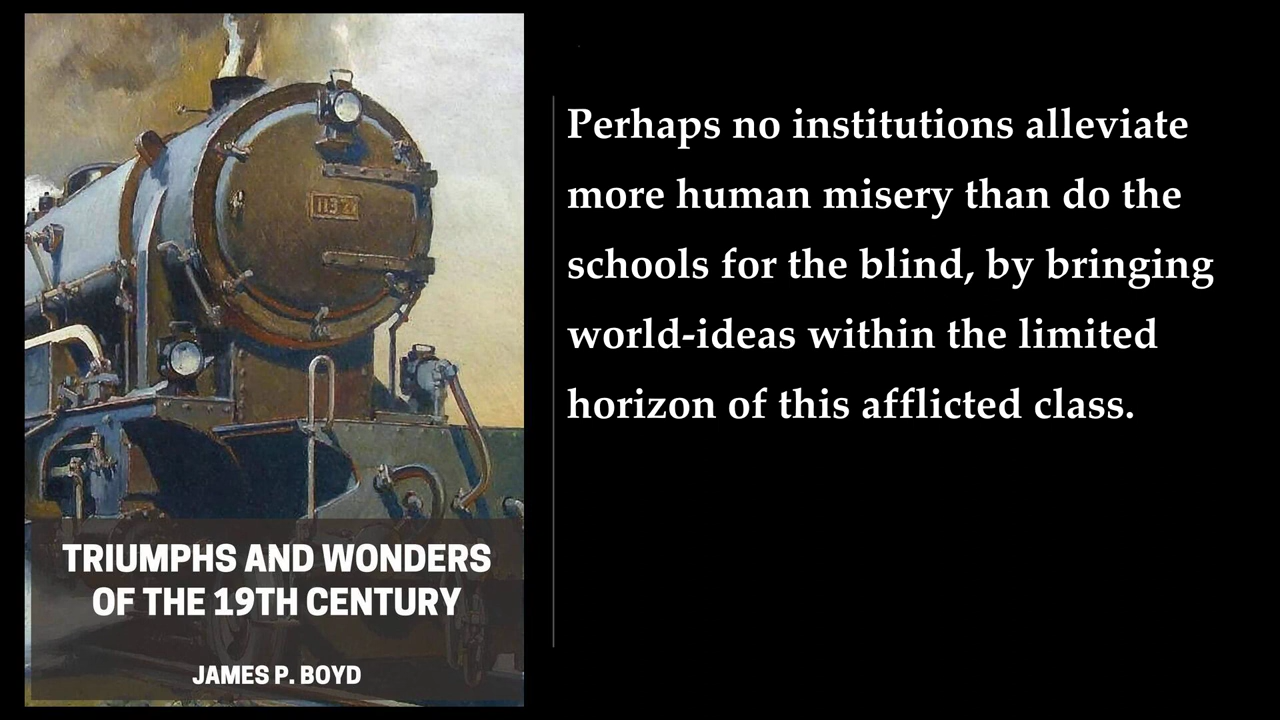 Perhaps no institutions alleviate
more human misery than do the
schools for the blind, by bringing
world-ideas within the limited
horizon of this afflicted class.
TRIUMPHS AND WONDERS
OF THE 19TH CENTURY
JAMES P. BOYD